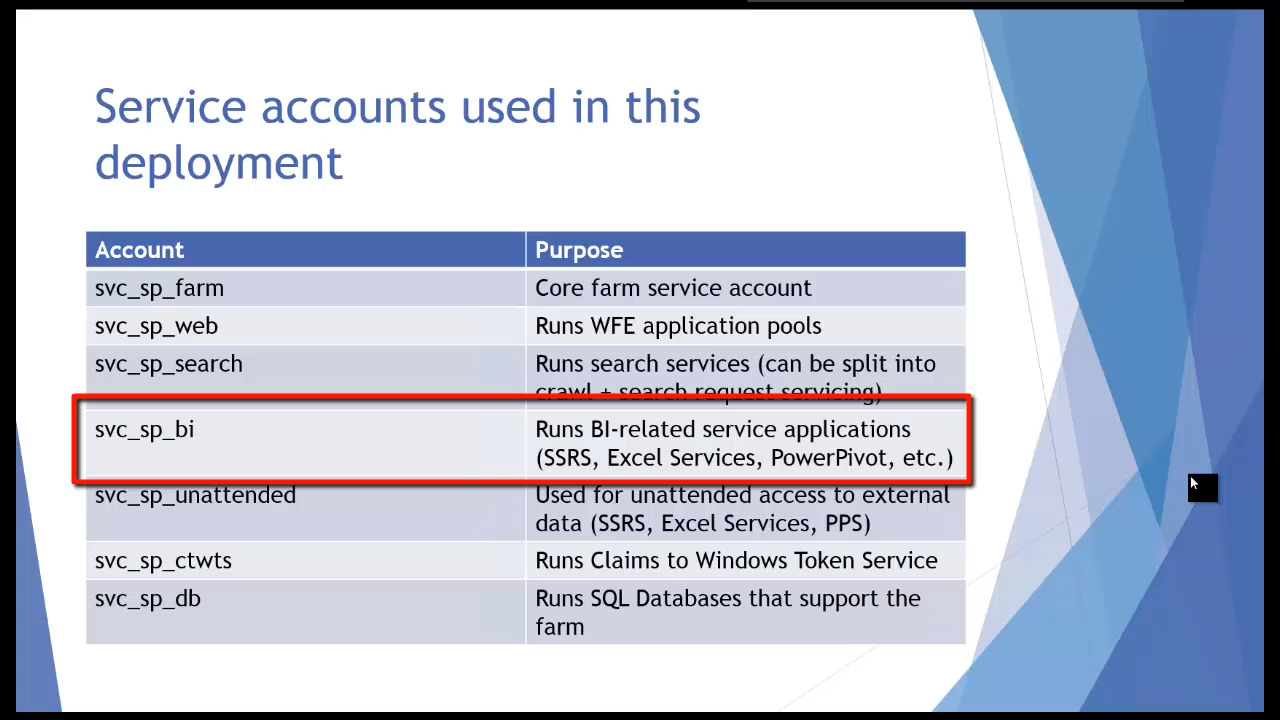 Service accounts used in this
deployment
Account Purpose
svc_sp_farm Core farm service account
svc_sp_web Runs WFE application pools
svc_sp_search Runs search services (can be split into
crawl + search request servicing)
svc_sp_bi Runs BI-related service applications
(SSRS, Excel Services, PowerPivot, etc.)
svc_sp_unattended Used for unattended access to external
data (SSRS, Excel Services, PPS)
svc_sp_ctwts Runs Claims to Windows Token Service
svc_sp_db Runs SQL Databases that support the
farm